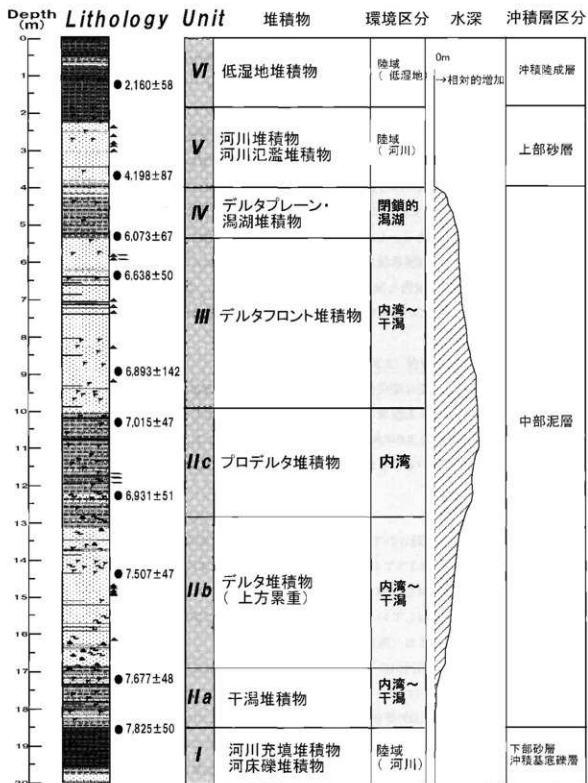 Depth (m) Lithology Unit 堆積物 環境区分 水深 沖積層区分
0
1
2
3
4
5
6
7
8
9
10
11
12
13
14
15
16
17
18
19
2,160±58
4,198±87
6,073±67
6,638±50
6,893±142
7,015±47
6,931±51
7,507±47
7,677±48
7,825±50
VI
低湿地堆積物
陸域
(低湿地)
0m
→相対的増加
沖積陸成層
V
河川堆積物
河川氾濫堆積物
陸域
(河川)
上部砂層
IV
デルタプレーン・
潟湖堆積物
閉鎖的
潟湖
III
デルタフロント堆積物
内湾~
干潟
中部泥層
IIc
プロデルタ堆積物
内湾
IIb
デルタ堆積物
(上方累重)
内湾~
干潟
IIa
干潟堆積物
内湾~
干潟
I
河川充填堆積物
河床礫堆積物
陸域
(河川)
下部砂層
沖積基底礫層